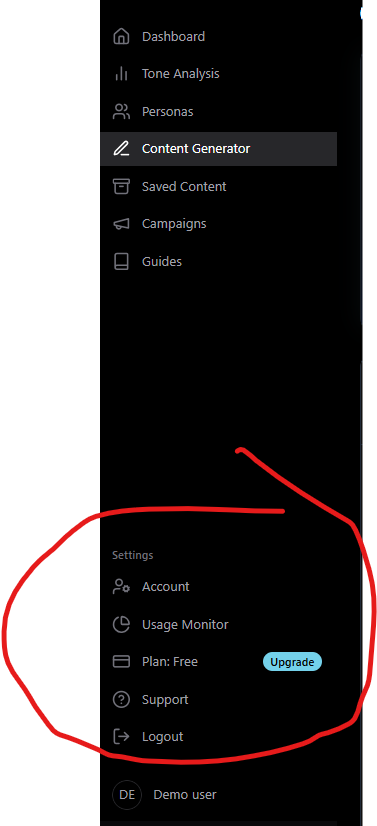 Dashboard
Tone Analysis
Personas
Content Generator
Saved Content
Campaigns
Guides
Settings
Account
Usage Monitor
Plan: Free Upgrade
Support
Logout
DE Demo user